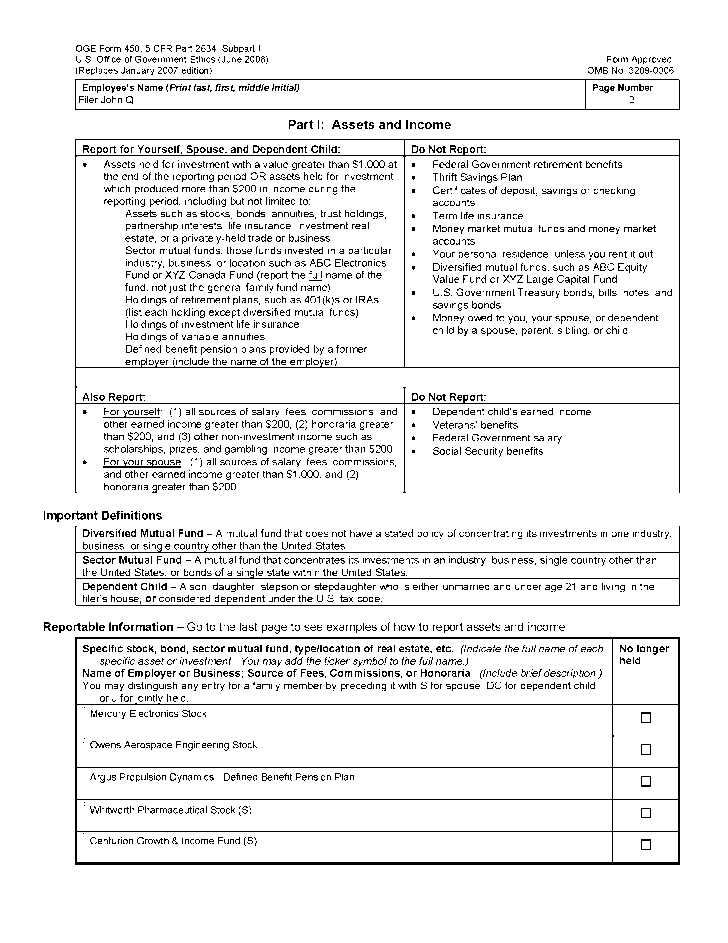 OGE Form 450, 5 CFR Part 2634, Subpart I
U.S. Office of Government Ethics (June 2008)
(Replaces January 2007 edition)
Form Approved
OMB No. 3209-0006
Employee's Name (Print last, first, middle initial)
Filer John Q
Page Number
2
Part I: Assets and Income
Report for Yourself, Spouse, and Dependent Child:
• Assets held for investment with a value greater than $1,000 at
the end of the reporting period OR assets held for investment
which produced more than $200 in income during the
reporting period, including but not limited to:
Assets such as stocks, bonds, annuities, trust holdings,
partnership interests, life insurance, investment real
estate, or a privately-held trade or business
Sector mutual funds, those funds invested in a particular
industry, business, or location such as ABC Electronics
Fund or XYZ Canada Fund (report the full name of the
fund, not just the general family fund name)
Holdings of retirement plans, such as 401(k)s or IRAs
(list each holding except diversified mutual funds)
Holdings of investment life insurance
Holdings of variable annuities
Defined benefit pension plans provided by a former
employer (include the name of the employer)
Do Not Report:
• Federal Government retirement benefits
• Thrift Savings Plan
• Certificates of deposit, savings or checking
accounts
• Term life insurance
• Money market mutual funds and money market
accounts
• Your personal residence, unless you rent it out
• Diversified mutual funds, such as ABC Equity
Value Fund or XYZ Large Capital Fund
• U.S. Government Treasury bonds, bills, notes, and
savings bonds
• Money owed to you, your spouse, or dependent
child by a spouse, parent, sibling, or child
Also Report:
• For yourself: (1) all sources of salary, fees, commissions, and
other earned income greater than $200, (2) honoraria greater
than $200, and (3) other non-investment income such as
scholarships, prizes, and gambling income greater than $200
• For your spouse: (1) all sources of salary, fees, commissions,
and other earned income greater than $1,000, and (2)
honoraria greater than $200
Do Not Report:
• Dependent child's earned income
• Veterans' benefits
• Federal Government salary
• Social Security benefits
Important Definitions
Diversified Mutual Fund – A mutual fund that does not have a stated policy of concentrating its investments in one industry,
business, or single country other than the United States.
Sector Mutual Fund – A mutual fund that concentrates its investments in an industry, business, single country other than
the United States, or bonds of a single state within the United States.
Dependent Child – A son, daughter, stepson or stepdaughter who is either unmarried and under age 21 and living in the
filer's house, or considered dependent under the U.S. tax code.
Reportable Information – Go to the last page to see examples of how to report assets and income
Specific stock, bond, sector mutual fund, type/location of real estate, etc. (Indicate the full name of each
specific asset or investment. You may add the ticker symbol to the full name.)
Name of Employer or Business; Source of Fees, Commissions, or Honoraria (Include brief description.)
You may distinguish any entry for a family member by preceding it with S for spouse, DC for dependent child
or J for jointly held.
No longer
held
Mercury Electronics Stock
Owens Aerospace Engineering Stock
Argus Propulsion Dynamics - Defined Benefit Pension Plan
Whitworth Pharmaceutical Stock (S)
Centurion Growth & Income Fund (S)